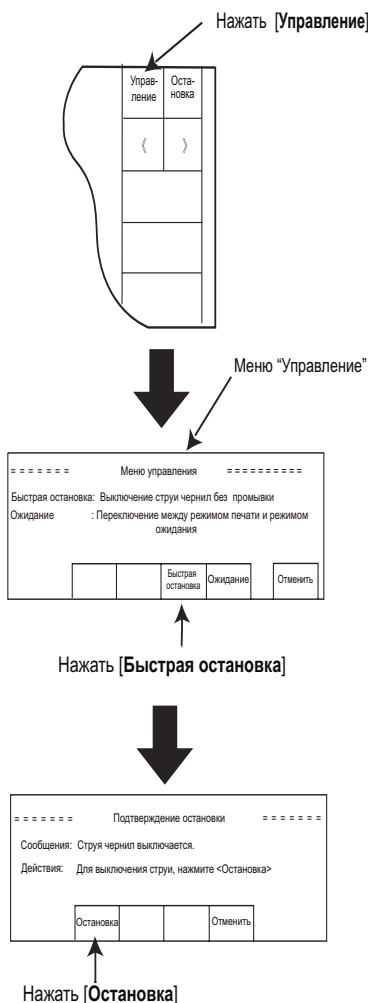 Нажать [Управление]
Управ-
ление
Оста-
новка
《 》
Меню “Управление”
= = = = = = = Меню управления = = = = = = = = = =
Быстрая остановка: Выключение струи чернил без промывки
Ожидание : Переключение между режимом печати и режимом
ожидания
Быстрая
остановка
Ожидание
Отменить
Нажать [Быстрая остановка]
= = = = = = = Подтверждение остановки = = = = = = =
Сообщения: Струя чернил выключается.
Действия: Для выключения струи, нажмите <Остановка>
Остановка Отменить
Нажать [Остановка]